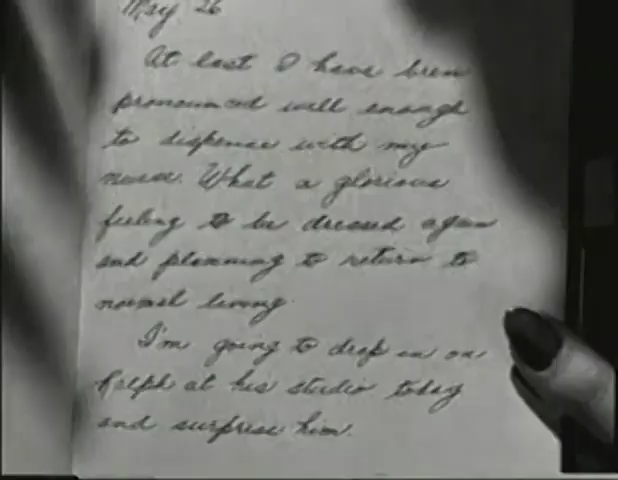 May 26
At last I have been
pronounced well enough
to dispense with my
nurse. What a glorious
feeling to be dressed again
and planning to return to
normal living.
I'm going to drop in on
Ralph at his studio today
and surprise him.